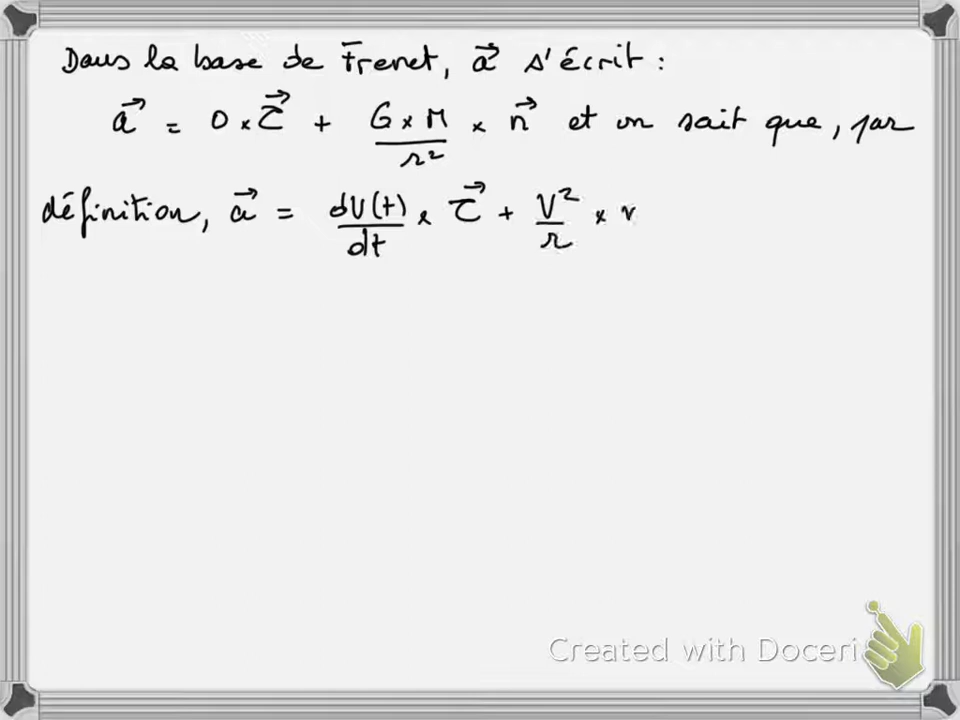 Dans la base de Frenet, a⃗ s'écrit :
a⃗ = 0 × τ⃗ + G × M / r² × n⃗ et on sait que, par
définition, a⃗ = dV(t)/dt × τ⃗ + V²/r ×
Created with Doceri